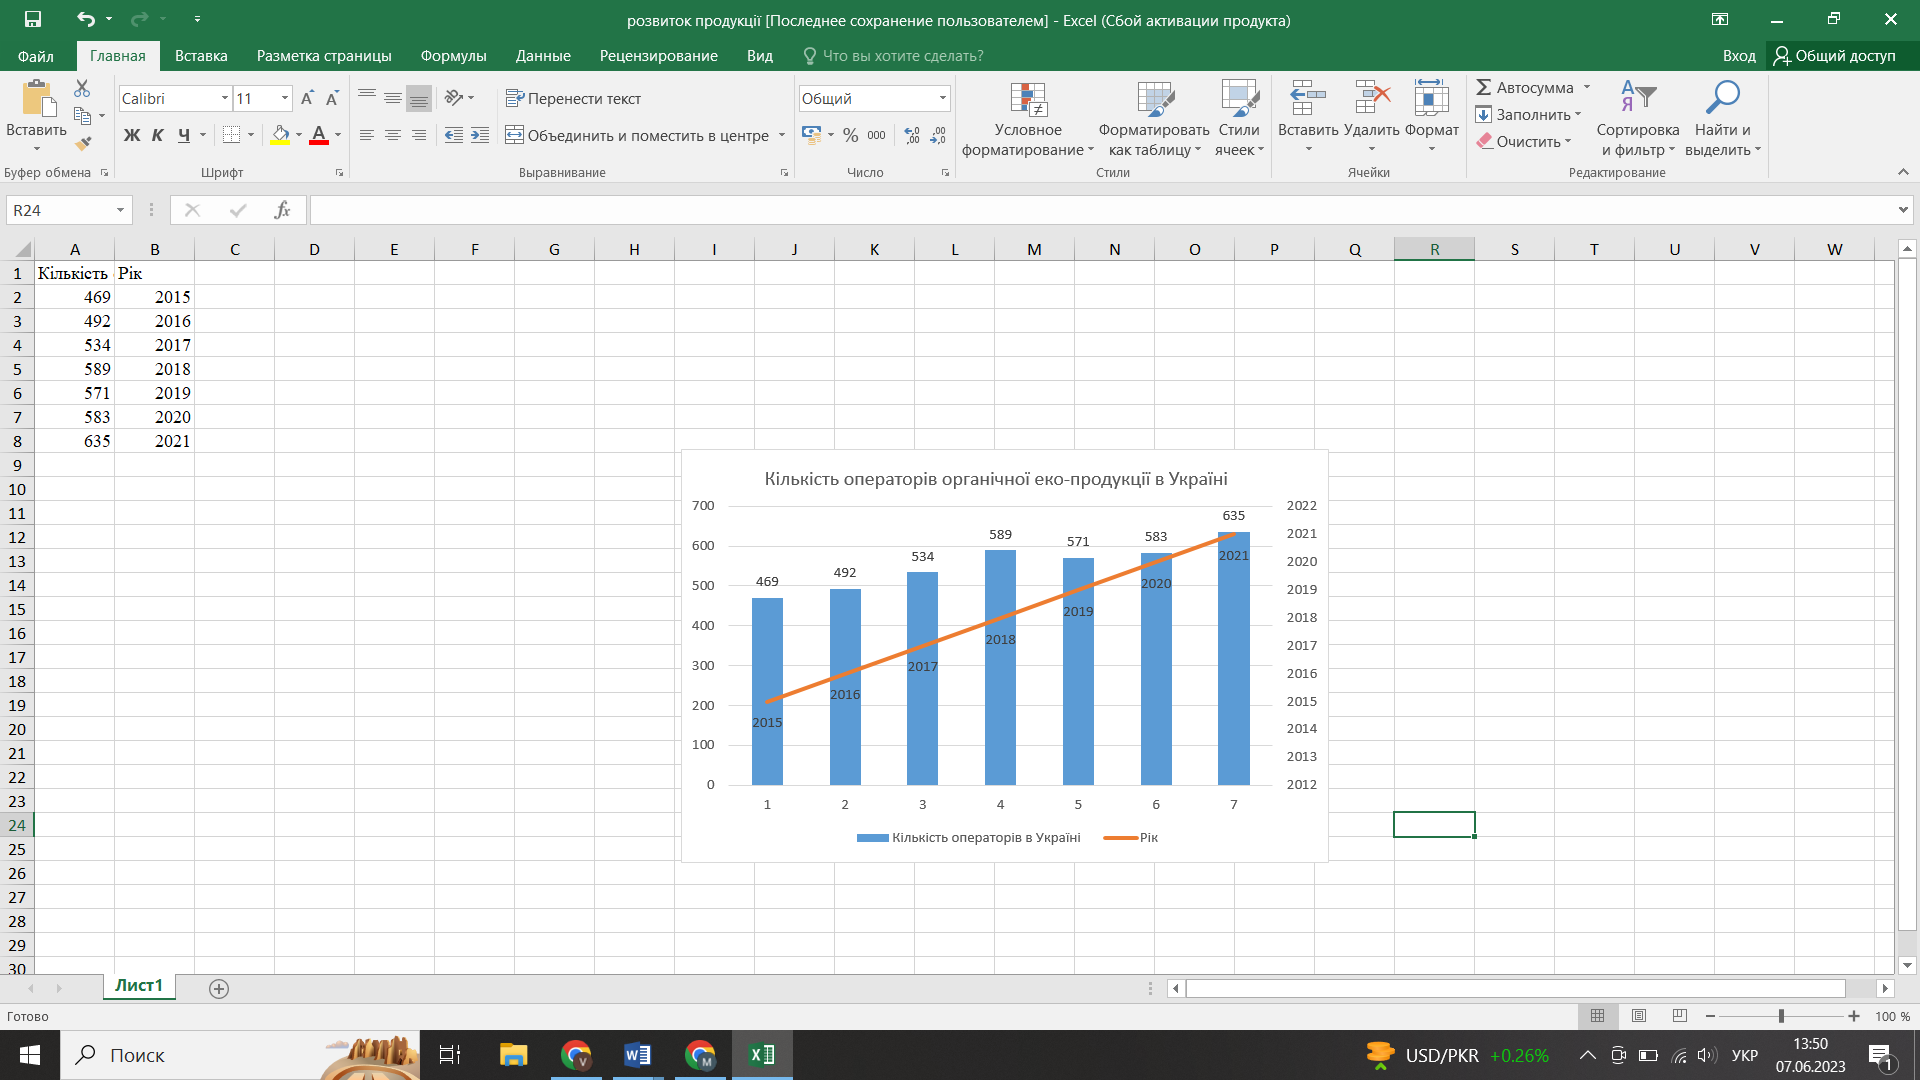 розвиток продукції [Последнее сохранение пользователем] - Excel (Сбой активации продукта)
Файл Главная Вставка Разметка страницы Формулы Данные Рецензирование Вид Что вы хотите сделать? Вход Общий доступ
Вставить
Буфер обмена
Calibri 11
Ж К Ч А
Шрифт
Перенести текст
Объединить и поместить в центре
Выравнивание
Общий
% 000
Число
Условное форматирование
Форматировать как таблицу
Стили ячеек
Стили
Вставить Удалить Формат
Ячейки
Автосумма
Заполнить
Очистить
Сортировка и фильтр
Найти и выделить
Редактирование
R24 fx
A B C D E F G H I J K L M N O P Q R S T U V W
1 Кількість Рік
2 469 2015
3 492 2016
4 534 2017
5 589 2018
6 571 2019
7 583 2020
8 635 2021
9
10
11
12
13
14
15
16
17
18
19
20
21
22
23
24
25
26
27
28
29
30
Кількість операторів органічної еко-продукції в Україні
700
600
500
400
300
200
100
0
469 492 534 589 571 583 635
2015 2016 2017 2018 2019 2020 2021
2022
2021
2020
2019
2018
2017
2016
2015
2014
2013
2012
1 2 3 4 5 6 7
Кількість операторів в Україні Рік
Лист1
Готово
100 %
Поиск
USD/PKR +0.26%
УКР
13:50
07.06.2023
1